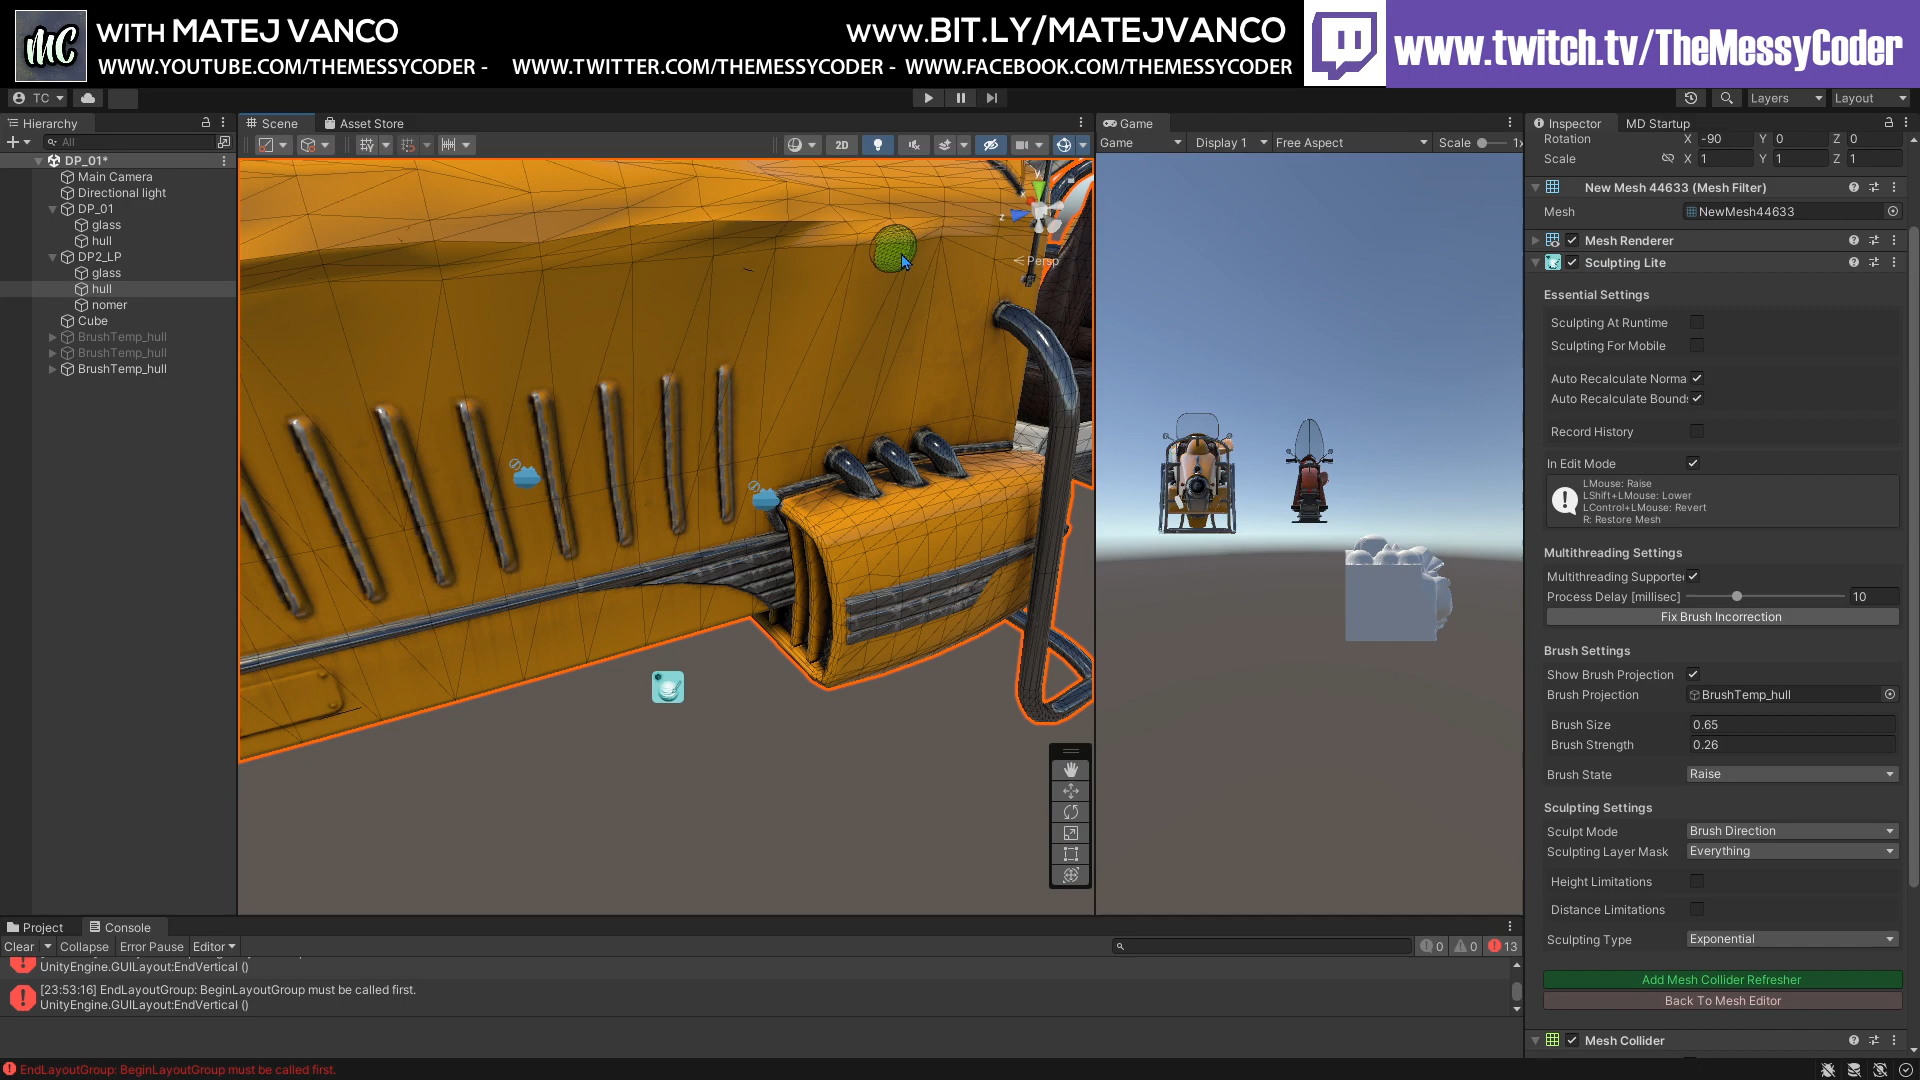 MC
WITH MATEJ VANCO
WWW.YOUTUBE.COM/THEMESSYCODER -
WWW.BIT.LY/MATEJVANCO
WWW.TWITTER.COM/THEMESSYCODER - WWW.FACEBOOK.COM/THEMESSYCODER
www.twitch.tv/TheMessyCoder
TC
Layers
Layout
Hierarchy
All
DP_01*
Main Camera
Directional light
DP_01
glass
hull
DP2_LP
glass
hull
nomer
Cube
BrushTemp_hull
BrushTemp_hull
BrushTemp_hull
Scene
Asset Store
2D
y
x
z
Persp
Game
Game
Display 1
Free Aspect
Scale
1x
Inspector
MD Startup
Rotation X -90 Y 0 Z 0
Scale X 1 Y 1 Z 1
New Mesh 44633 (Mesh Filter)
Mesh NewMesh44633
Mesh Renderer
Sculpting Lite
Essential Settings
Sculpting At Runtime
Sculpting For Mobile
Auto Recalculate Norma
Auto Recalculate Bounds
Record History
In Edit Mode
LMouse: Raise
LShift+LMouse: Lower
LControl+LMouse: Revert
R: Restore Mesh
Multithreading Settings
Multithreading Supporte
Process Delay [millisec] 10
Fix Brush Incorrection
Brush Settings
Show Brush Projection
Brush Projection BrushTemp_hull
Brush Size 0.65
Brush Strength 0.26
Brush State Raise
Sculpting Settings
Sculpt Mode Brush Direction
Sculpting Layer Mask Everything
Height Limitations
Distance Limitations
Sculpting Type Exponential
Add Mesh Collider Refresher
Back To Mesh Editor
Mesh Collider
Project
Console
Clear
Collapse
Error Pause
Editor
0
0
13
UnityEngine.GUILayout:EndVertical ()
[23:53:16] EndLayoutGroup: BeginLayoutGroup must be called first.
UnityEngine.GUILayout:EndVertical ()
EndLayoutGroup: BeginLayoutGroup must be called first.